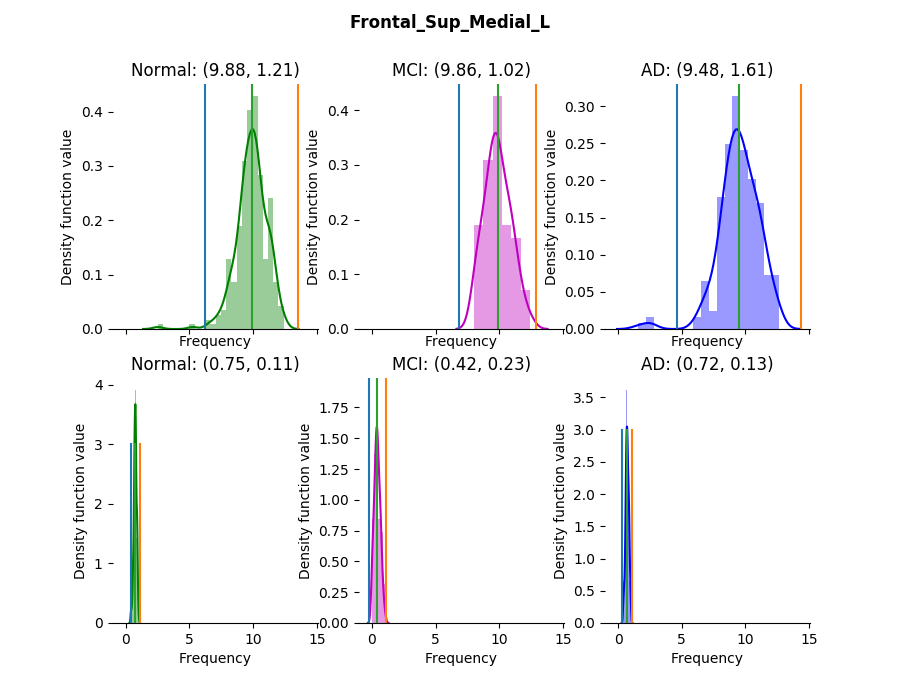 Frontal_Sup_Medial_L
Normal: (9.88, 1.21)
MCI: (9.86, 1.02)
AD: (9.48, 1.61)
Density function value
0.4
0.3
0.2
0.1
0.0
Frequency
Density function value
0.4
0.3
0.2
0.1
0.0
Frequency
Density function value
0.30
0.25
0.20
0.15
0.10
0.05
0.00
Frequency
Normal: (0.75, 0.11)
MCI: (0.42, 0.23)
AD: (0.72, 0.13)
Density function value
4
3
2
1
0
0 5 10 15
Frequency
Density function value
1.75
1.50
1.25
1.00
0.75
0.50
0.25
0.00
0 5 10 15
Frequency
Density function value
3.5
3.0
2.5
2.0
1.5
1.0
0.5
0.0
0 5 10 15
Frequency